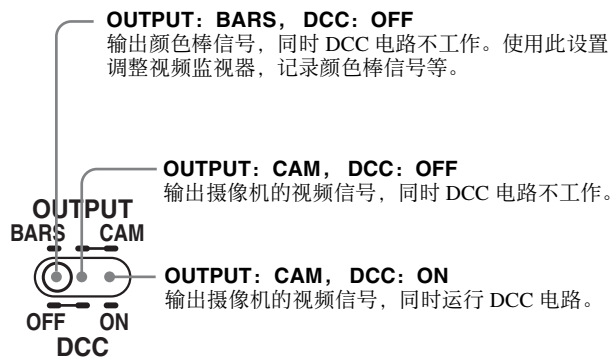 OUTPUT: BARS, DCC: OFF
输出颜色棒信号，同时 DCC 电路不工作。使用此设置
调整视频监视器，记录颜色棒信号等。
OUTPUT: CAM, DCC: OFF
输出摄像机的视频信号，同时 DCC 电路不工作。
OUTPUT
BARS CAM
OUTPUT: CAM, DCC: ON
输出摄像机的视频信号，同时运行 DCC 电路。
OFF ON
DCC